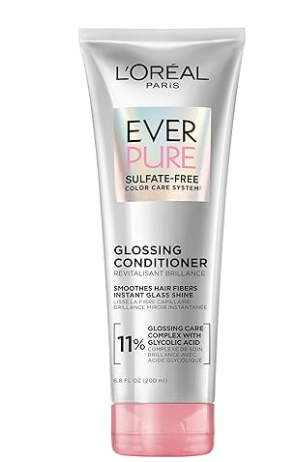 L'ORÉAL
PARIS
EVER
PURE
SULFATE-FREE
COLOR CARE SYSTEM²
GLOSSING
CONDITIONER
REVITALISANT BRILLANCE
SMOOTHES HAIR FIBERS
INSTANT GLASS SHINE
LISSE LA FIBRE CAPILLAIRE
BRILLANCE MIROIR INSTANTANÉE
11%
GLOSSING CARE
COMPLEX WITH
GLYCOLIC ACID
COMPLEXE DE SOIN
BRILLANCE AVEC
ACIDE GLYCOLIQUE
6.8 FL OZ (200 ml)